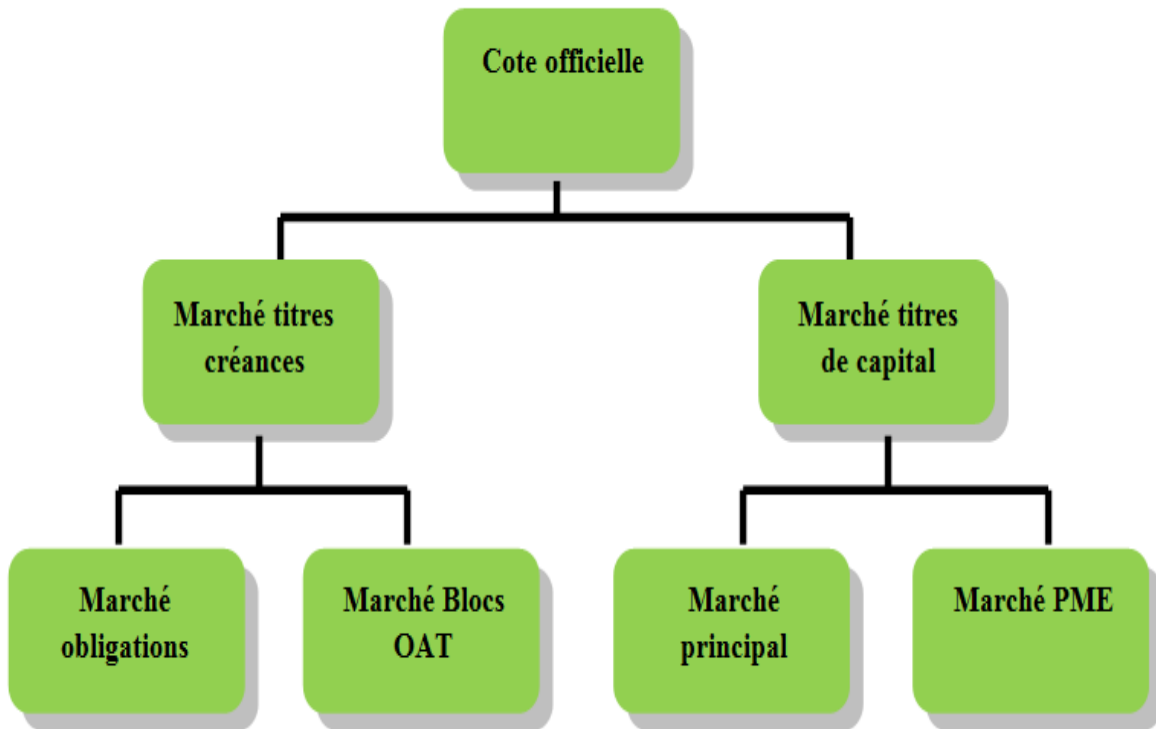 Cote officielle
Marché titres
créances
Marché titres
de capital
Marché
obligations
Marché Blocs
OAT
Marché
principal
Marché PME